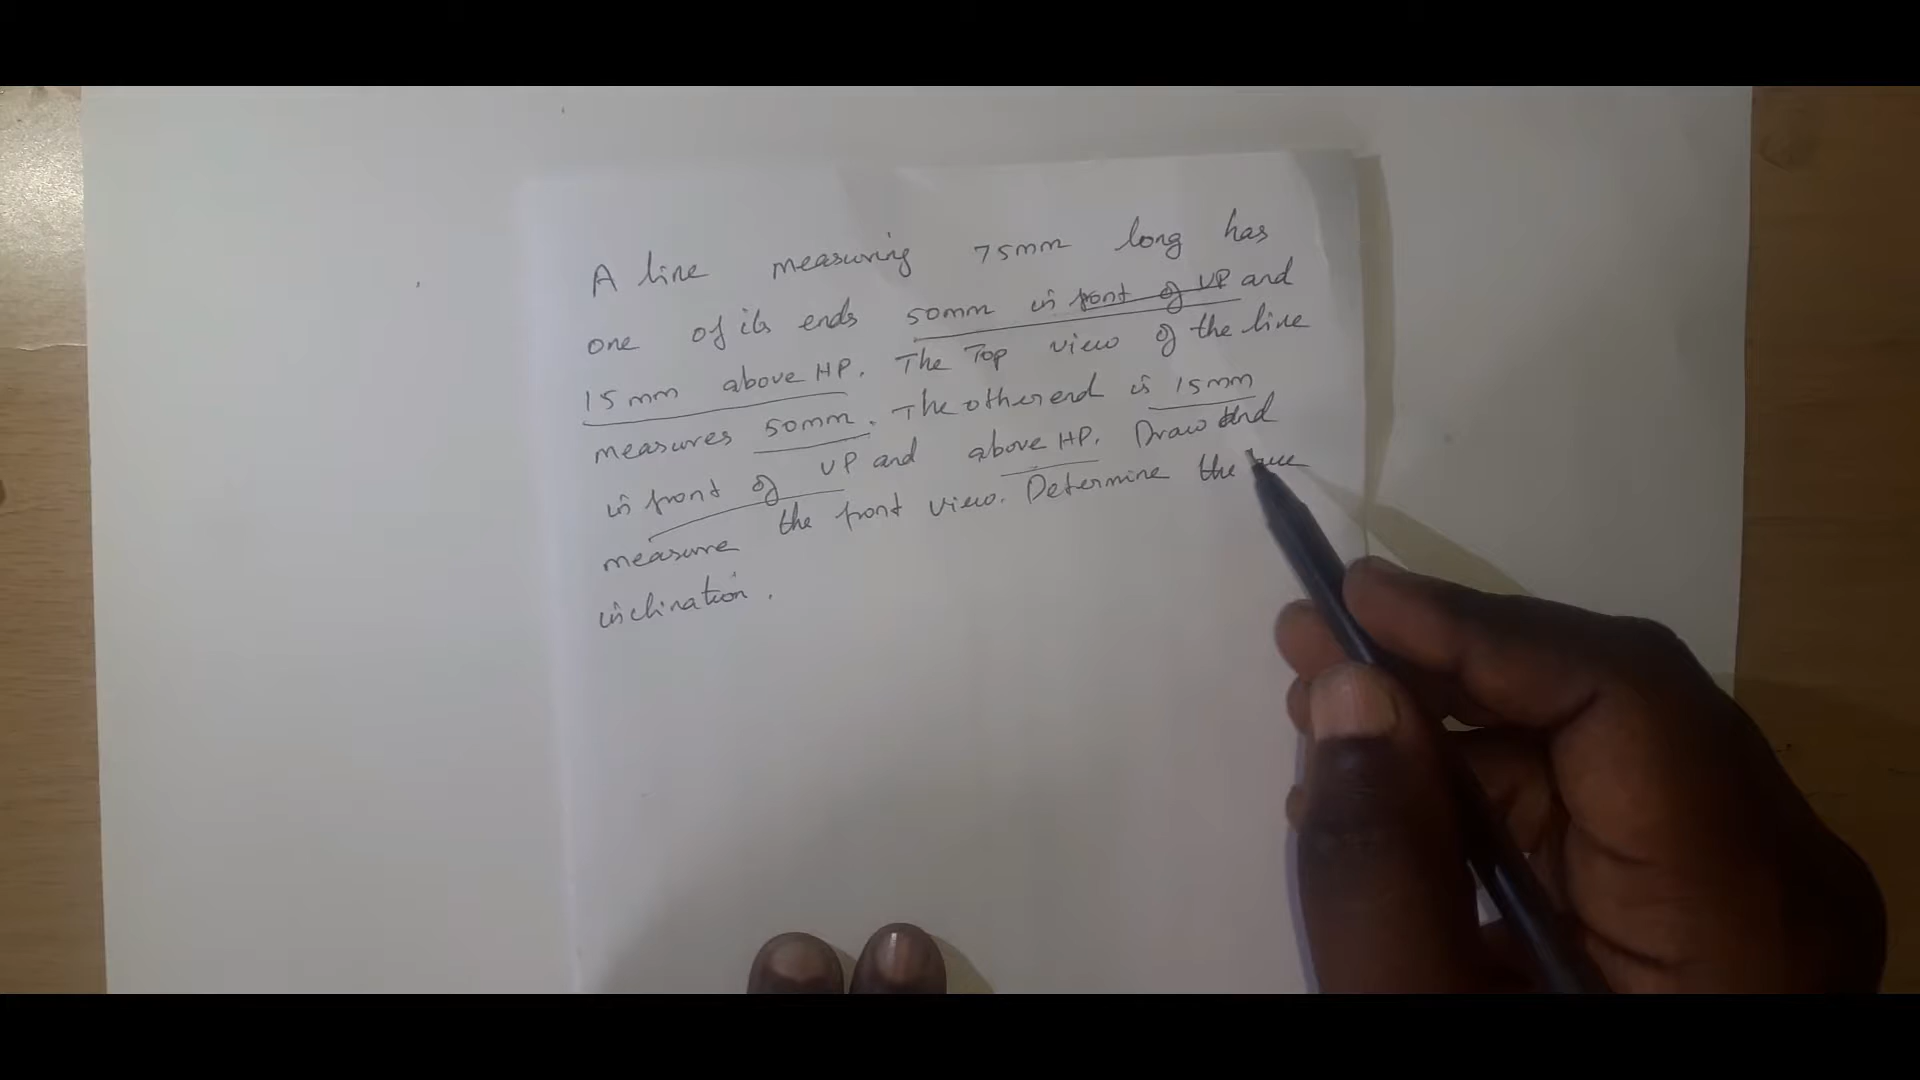 A line measuring 75mm long has
one of its ends 50mm in front of VP and
15mm above HP. The Top view of the line
measures 50mm. The other end is 15mm
in front of VP and above HP. Draw and
measure the front view. Determine the
inclination.